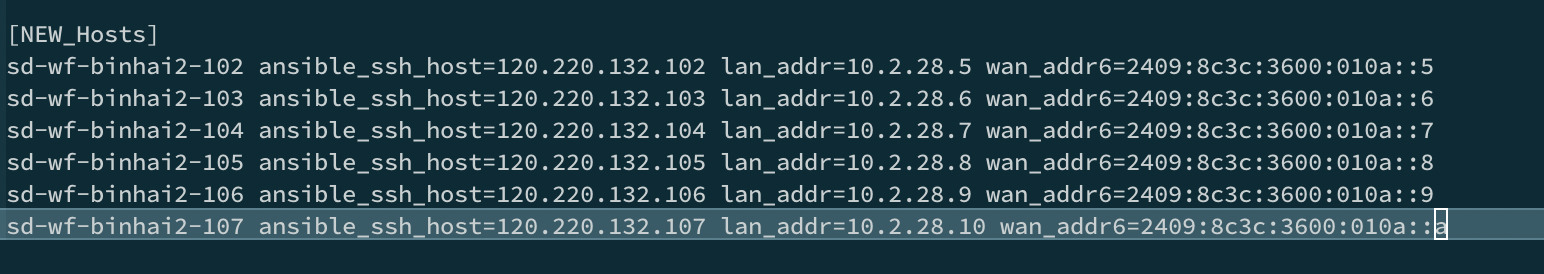 [NEW_Hosts]
sd-wf-binhai2-102 ansible_ssh_host=120.220.132.102 lan_addr=10.2.28.5 wan_addr6=2409:8c3c:3600:010a::5
sd-wf-binhai2-103 ansible_ssh_host=120.220.132.103 lan_addr=10.2.28.6 wan_addr6=2409:8c3c:3600:010a::6
sd-wf-binhai2-104 ansible_ssh_host=120.220.132.104 lan_addr=10.2.28.7 wan_addr6=2409:8c3c:3600:010a::7
sd-wf-binhai2-105 ansible_ssh_host=120.220.132.105 lan_addr=10.2.28.8 wan_addr6=2409:8c3c:3600:010a::8
sd-wf-binhai2-106 ansible_ssh_host=120.220.132.106 lan_addr=10.2.28.9 wan_addr6=2409:8c3c:3600:010a::9
sd-wf-binhai2-107 ansible_ssh_host=120.220.132.107 lan_addr=10.2.28.10 wan_addr6=2409:8c3c:3600:010a::a